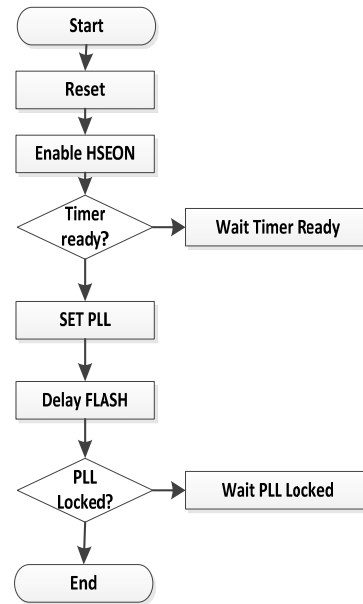 Start
Reset
Enable HSEON
Timer
ready?
Wait Timer Ready
SET PLL
Delay FLASH
PLL
Locked?
Wait PLL Locked
End